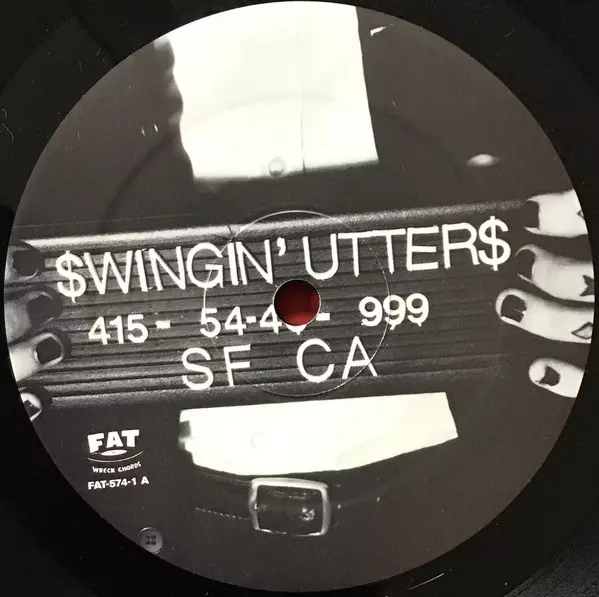 $WINGIN' UTTER$
415- 54-4 - 999
SF CA
FAT
WRECK CHORDS
FAT-574-1 A